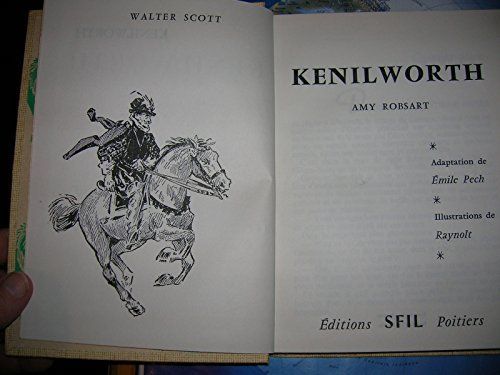 WALTER SCOTT
KENILWORTH
AMY ROBSART
*
Adaptation de
Émile Pech
*
Illustrations de
Raynolt
*
Éditions SFIL Poitiers